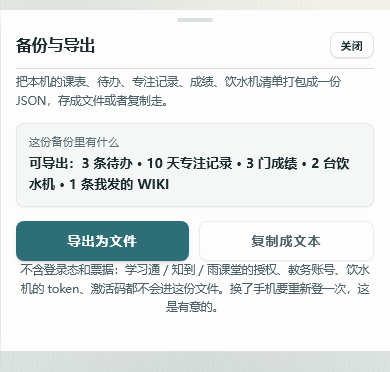 备份与导出
关闭
把本机的课表、待办、专注记录、成绩、饮水机清单打包成一份
JSON，存成文件或者复制走。
这份备份里有什么
可导出：3 条待办 • 10 天专注记录 • 3 门成绩 • 2 台饮
水机 • 1 条我发的 WIKI
导出为文件
复制成文本
不含登录态和票据：学习通 / 知到 / 雨课堂的授权、教务账号、饮水
机的 token、激活码都不会进这份文件。换了手机要重新登一次，这
是有意的。